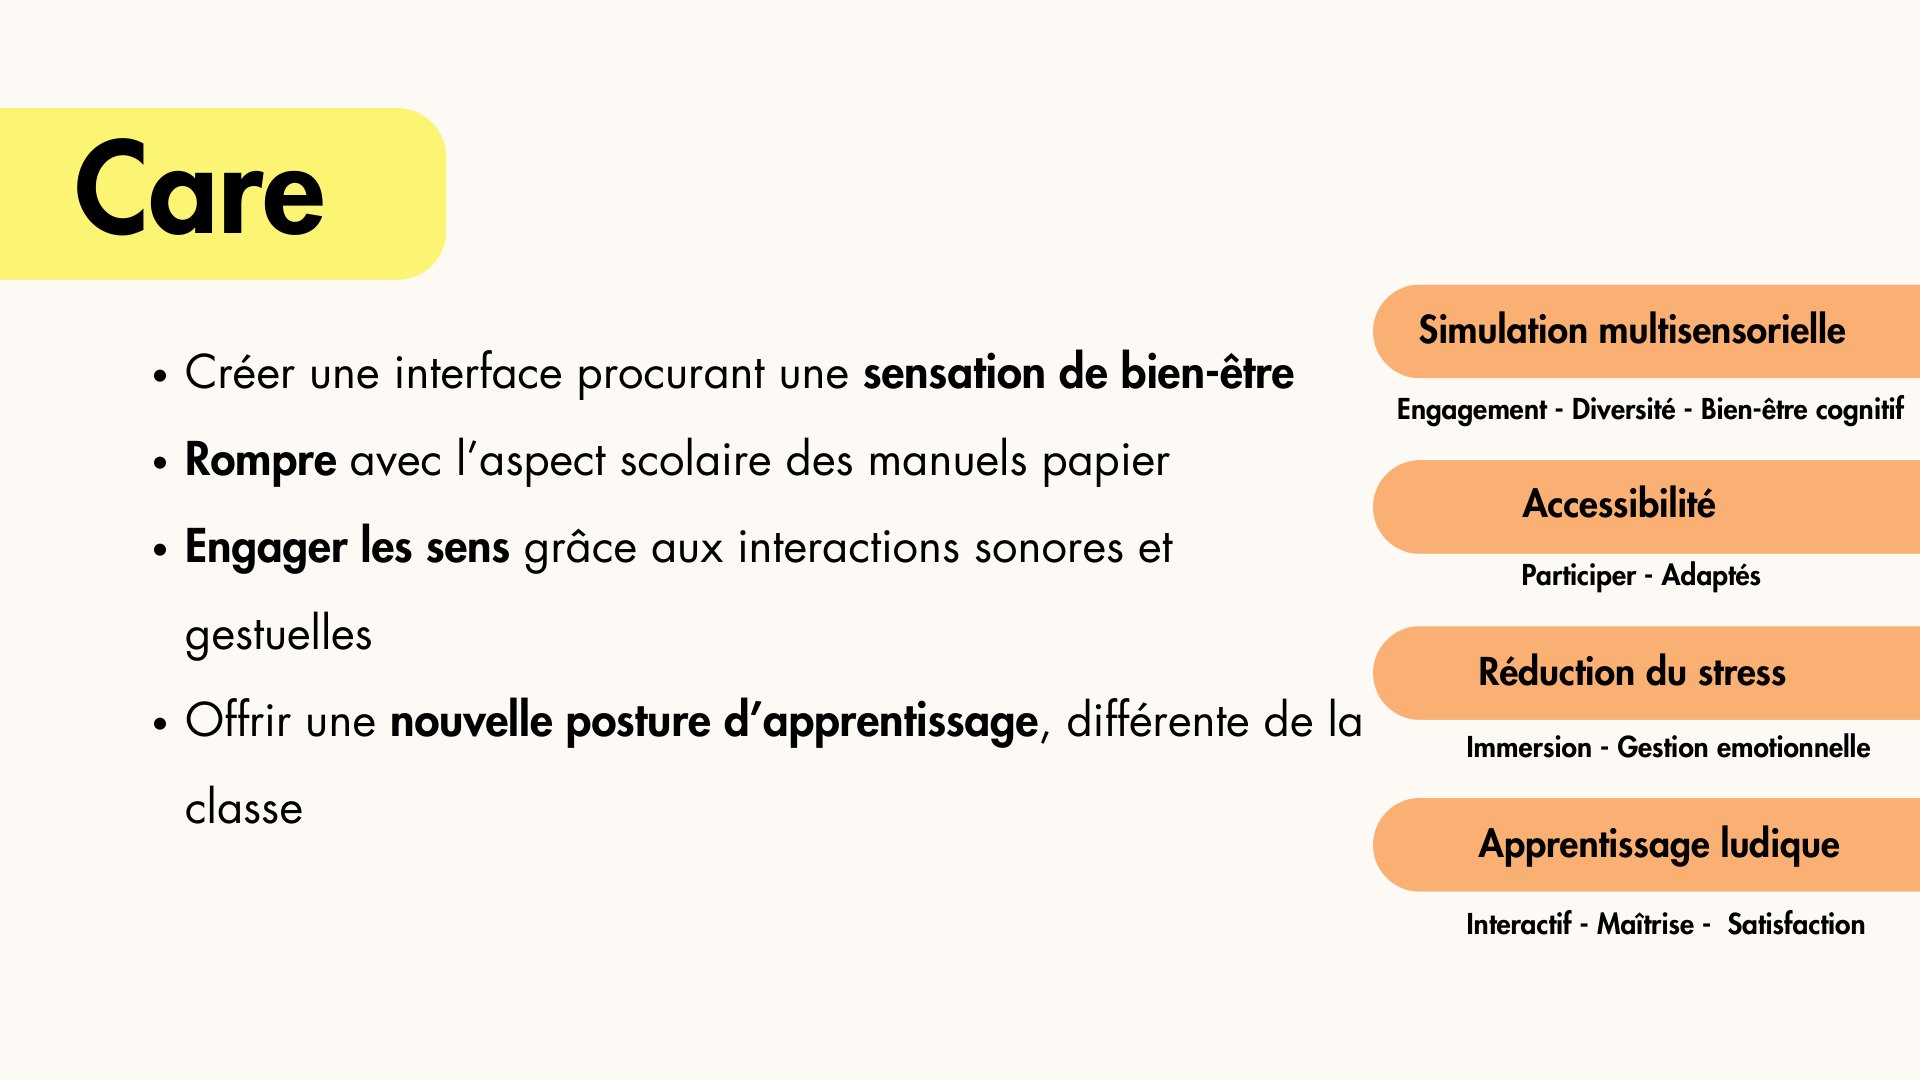 Care
• Créer une interface procurant une sensation de bien-être
• Rompre avec l’aspect scolaire des manuels papier
• Engager les sens grâce aux interactions sonores et
gestuelles
• Offrir une nouvelle posture d’apprentissage, différente de la
classe
Simulation multisensorielle
Engagement - Diversité - Bien-être cognitif
Accessibilité
Participer - Adaptés
Réduction du stress
Immersion - Gestion emotionnelle
Apprentissage ludique
Interactif - Maîtrise -  Satisfaction